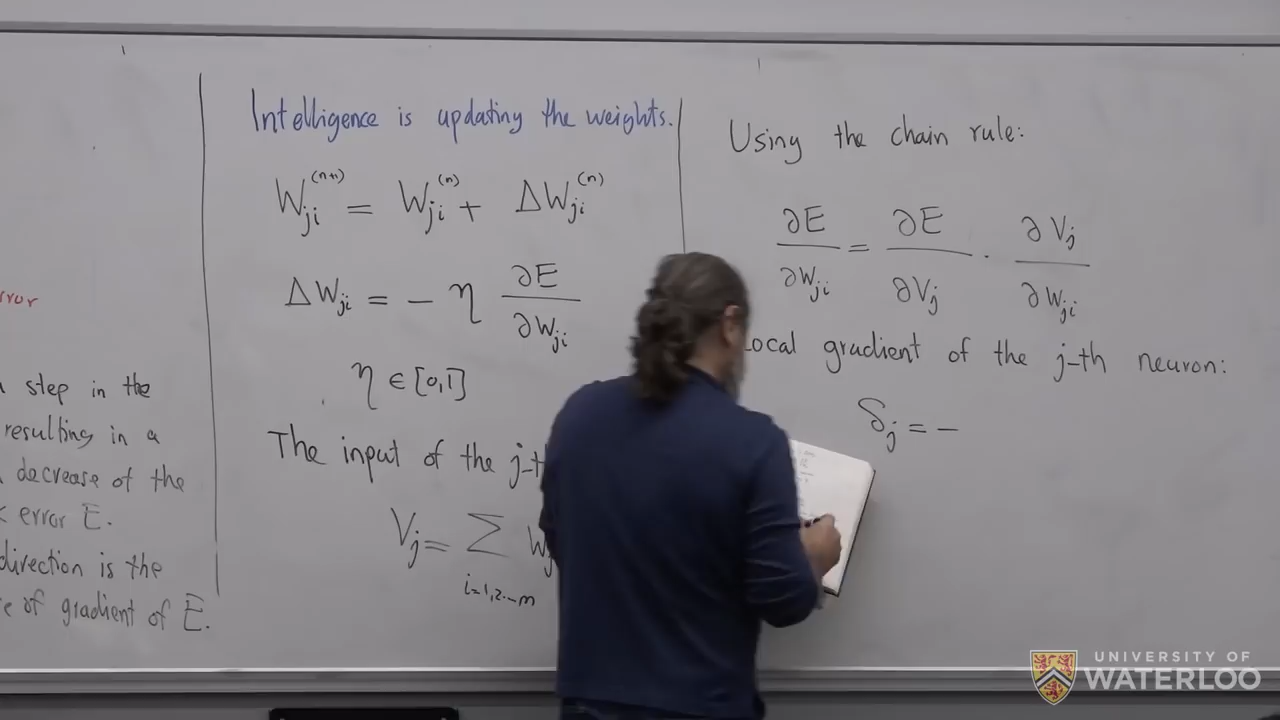 rror
step in the
resulting in a
decrease of the
error E.
direction is the
e of gradient of E.
Intelligence is updating the weights.
W_ji^(n+1) = W_ji^(n) + ΔW_ji^(n)
ΔW_ji = - η ∂E/∂W_ji
η ∈ [0,1]
The input of the j-t
V_j = Σ_{i=1,2...m} W
Using the chain rule:
∂E/∂W_ji = ∂E/∂V_j · ∂V_j/∂W_ji
ocal gradient of the j-th neuron:
δ_j = -
UNIVERSITY OF
WATERLOO